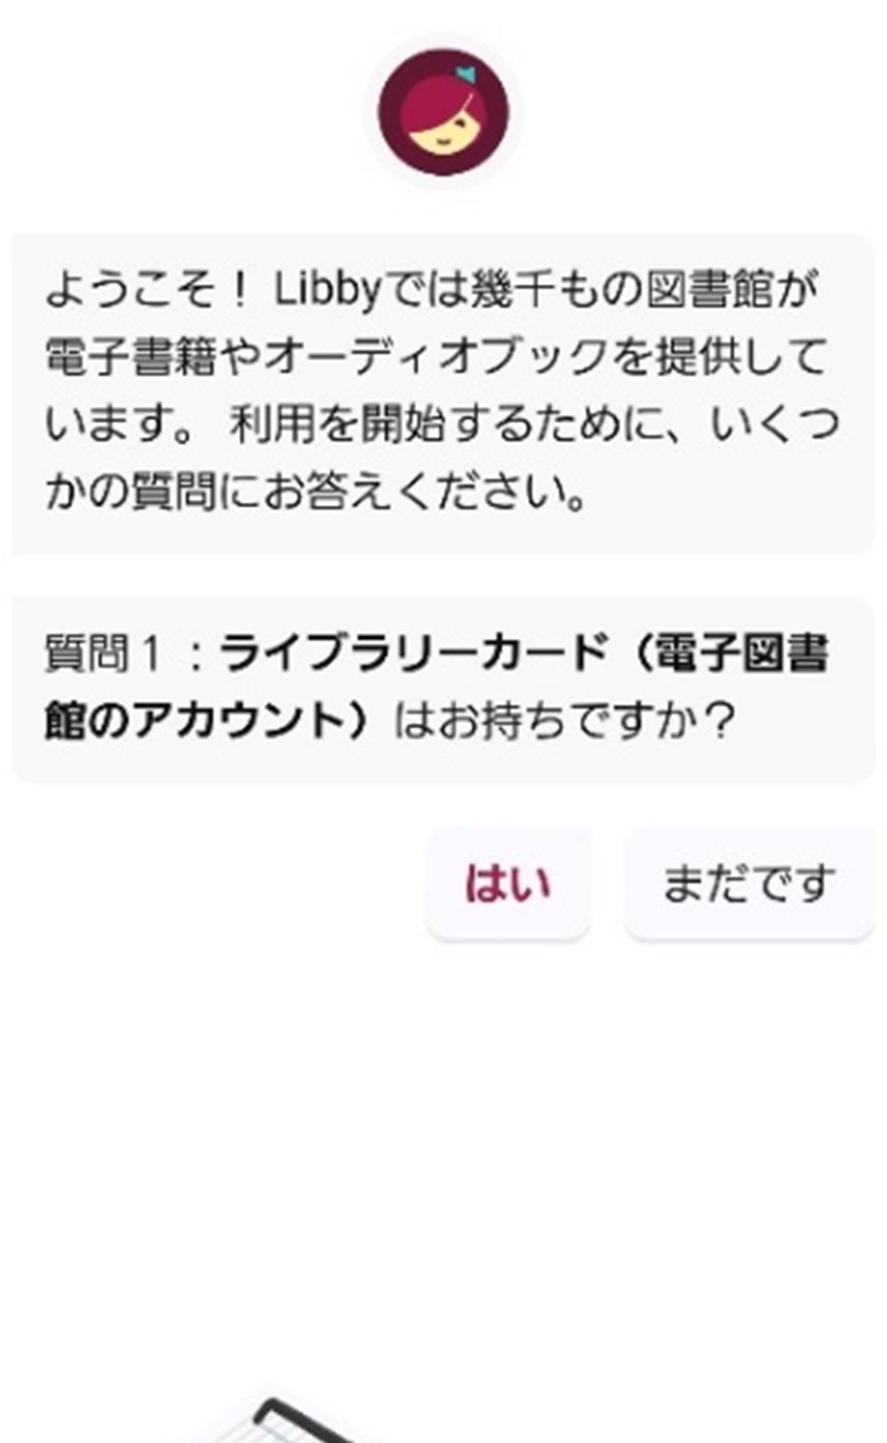 ようこそ！ Libbyでは幾千もの図書館が
電子書籍やオーディオブックを提供して
います。 利用を開始するために、いくつ
かの質問にお答えください。
質問1：ライブラリーカード（電子図書
館のアカウント）はお持ちですか？
はい
まだです